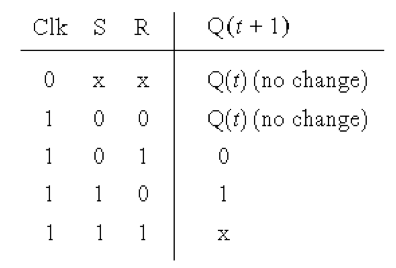 Clk S R Q(t + 1)
0 x x Q(t) (no change)
1 0 0 Q(t) (no change)
1 0 1 0
1 1 0 1
1 1 1 x